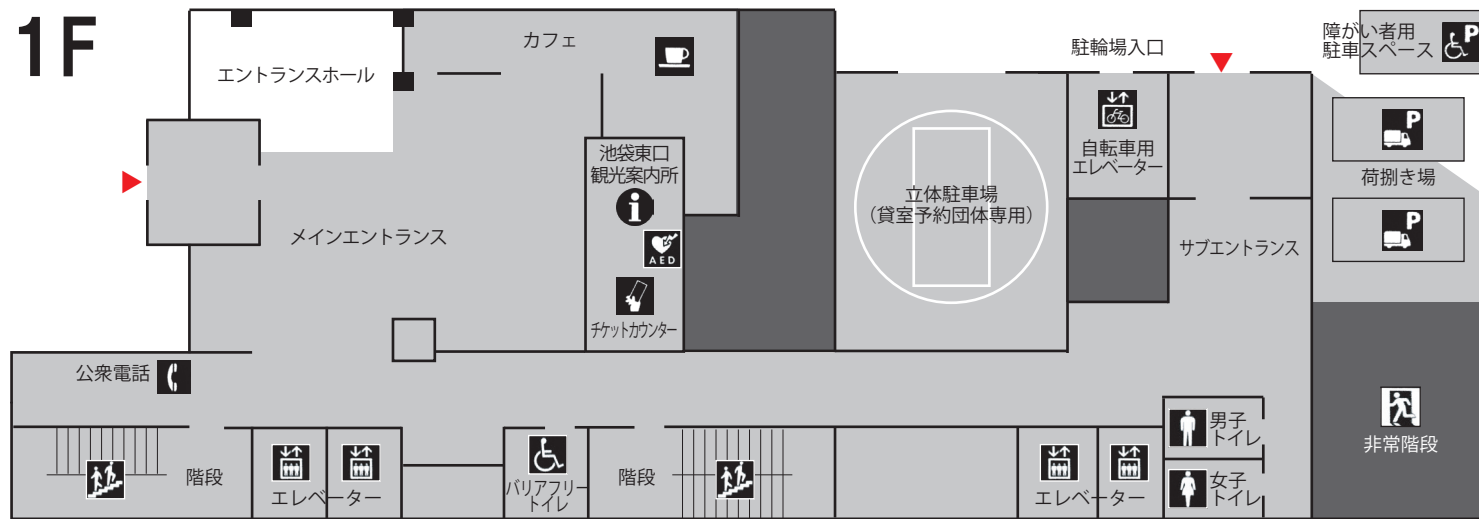 1F
エントランスホール
カフェ
駐輪場入口
障がい者用
駐車スペース
P
P
荷捌き場
P
池袋東口
観光案内所
i
AED
チケットカウンター
メインエントランス
立体駐車場
（貸室予約団体専用）
自転車用
エレベーター
サブエントランス
公衆電話
階段
エレベーター
バリアフリー
トイレ
階段
エレベーター
男子
トイレ
女子
トイレ
非常階段